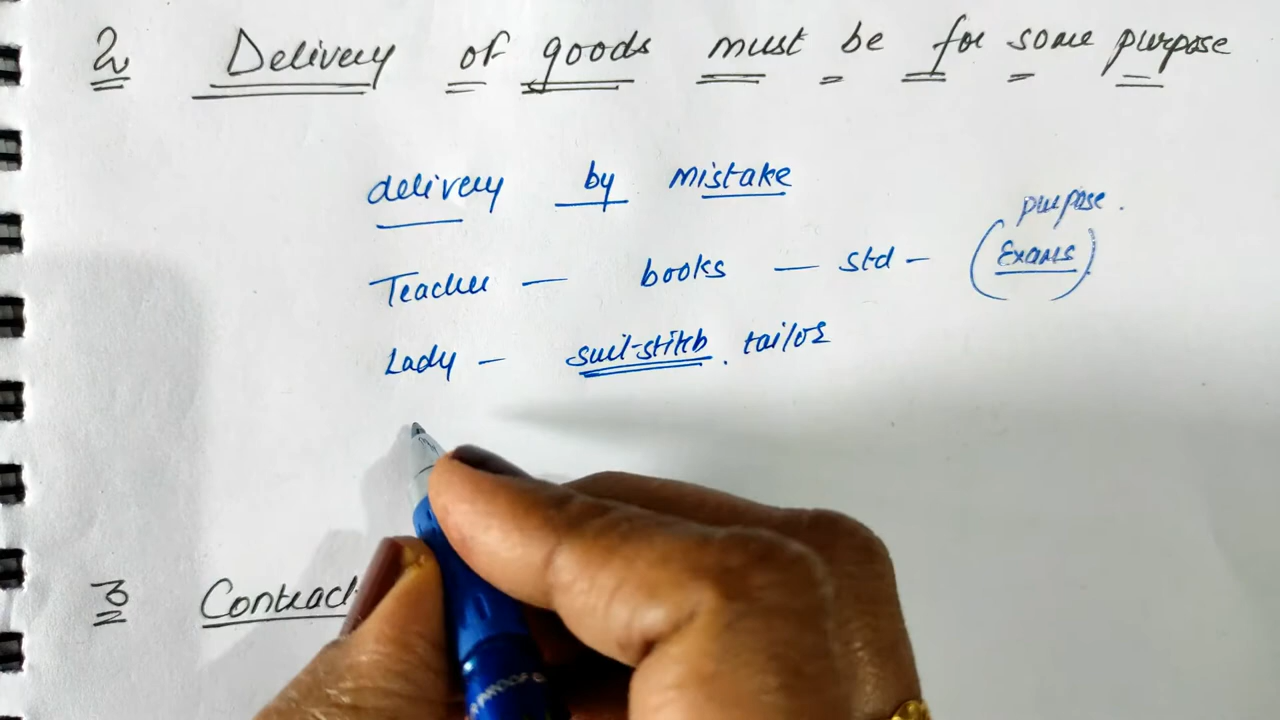 2 Delivery of goods must be for some purpose
delivery by mistake
purpose.
Teacher — books — std - (Exams)
Lady - suit-stitch. tailor
3 Contract